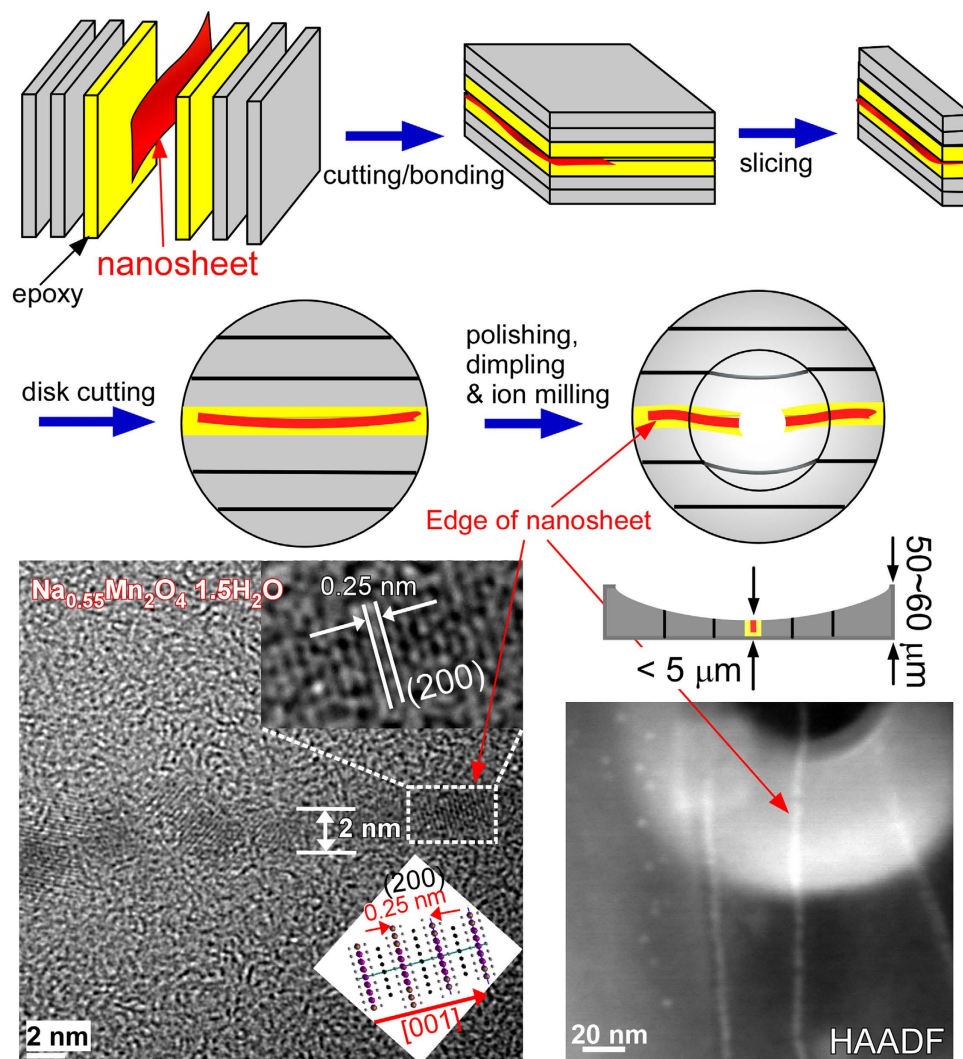 cutting/bonding
slicing
nanosheet
epoxy
disk cutting
polishing,
dimpling
& ion milling
Edge of nanosheet
Na0.55Mn2O4 1.5H2O
0.25 nm
(200)
50~60 μm
< 5 μm
2 nm
(200)
0.25 nm
[001]
2 nm
20 nm
HAADF